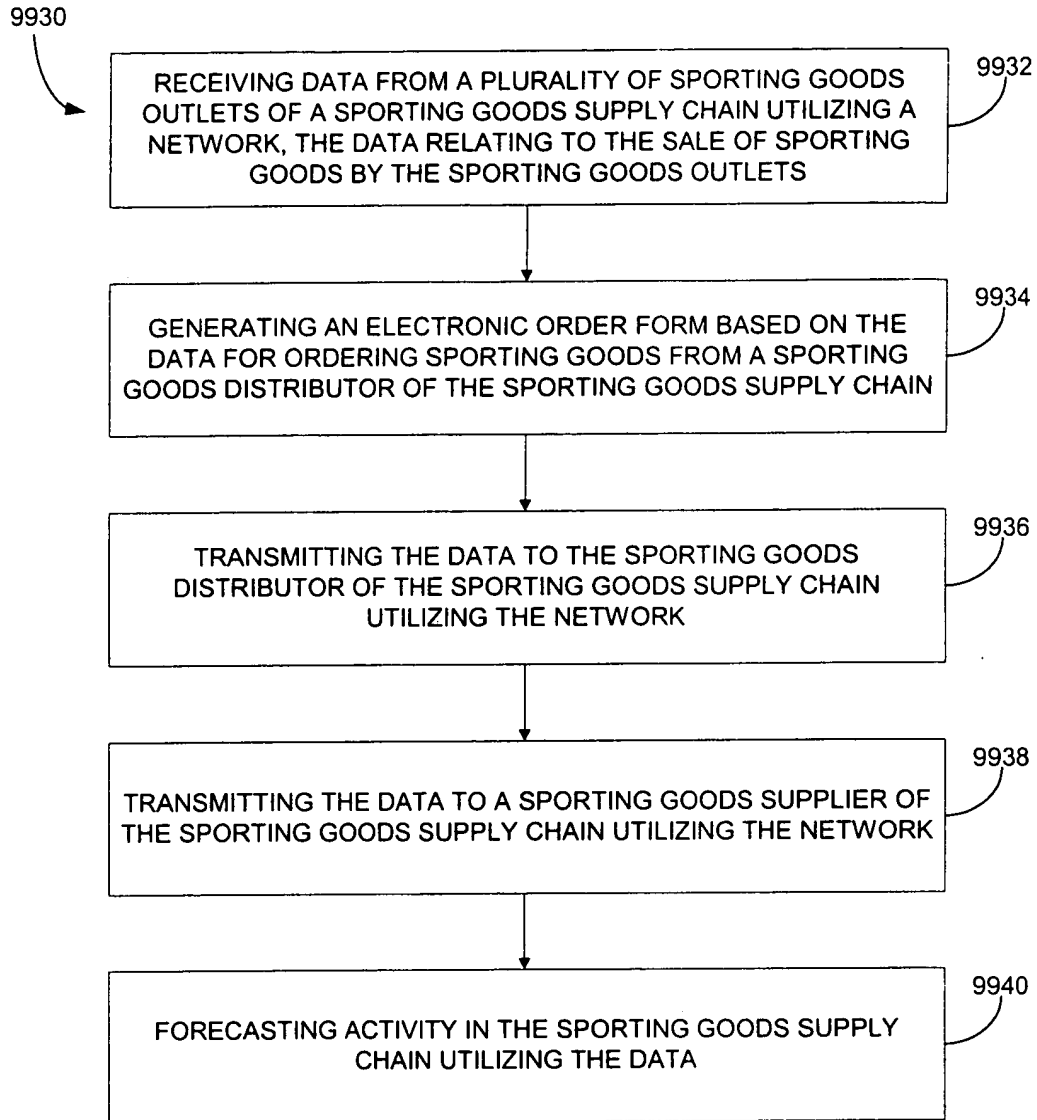 9930
RECEIVING DATA FROM A PLURALITY OF SPORTING GOODS
OUTLETS OF A SPORTING GOODS SUPPLY CHAIN UTILIZING A
NETWORK, THE DATA RELATING TO THE SALE OF SPORTING
GOODS BY THE SPORTING GOODS OUTLETS
9932
GENERATING AN ELECTRONIC ORDER FORM BASED ON THE
DATA FOR ORDERING SPORTING GOODS FROM A SPORTING
GOODS DISTRIBUTOR OF THE SPORTING GOODS SUPPLY CHAIN
9934
TRANSMITTING THE DATA TO THE SPORTING GOODS
DISTRIBUTOR OF THE SPORTING GOODS SUPPLY CHAIN
UTILIZING THE NETWORK
9936
TRANSMITTING THE DATA TO A SPORTING GOODS SUPPLIER OF
THE SPORTING GOODS SUPPLY CHAIN UTILIZING THE NETWORK
9938
FORECASTING ACTIVITY IN THE SPORTING GOODS SUPPLY
CHAIN UTILIZING THE DATA
9940